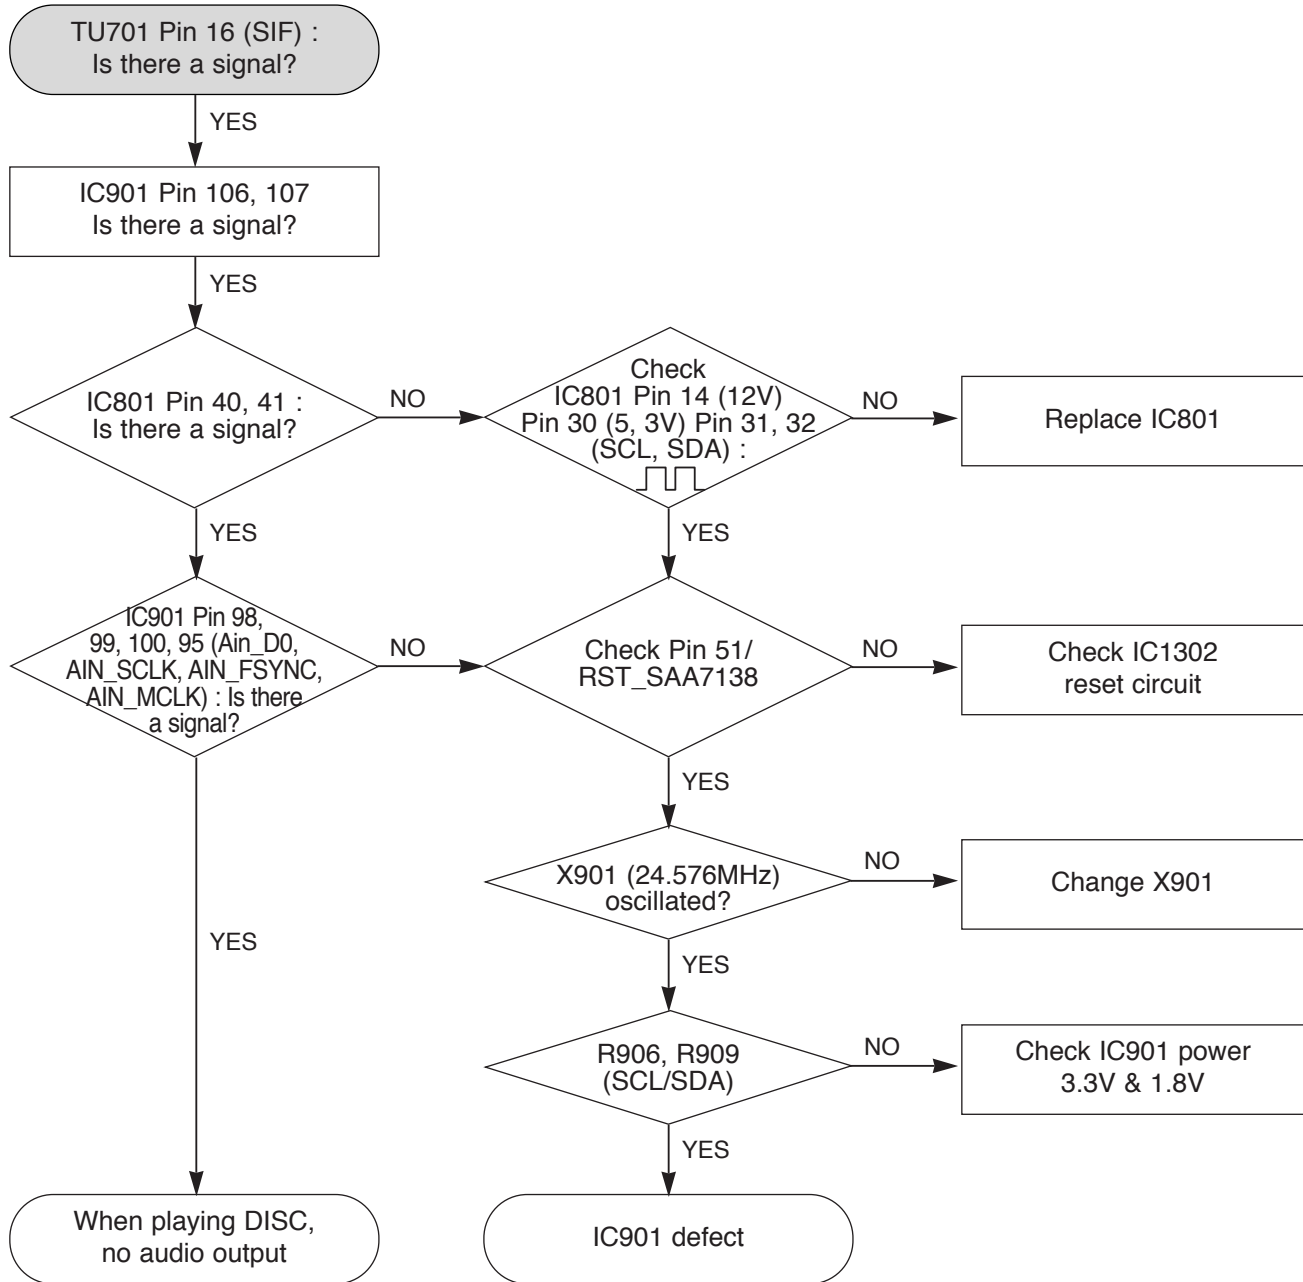 TU701 Pin 16 (SIF) :
Is there a signal?
YES
IC901 Pin 106, 107
Is there a signal?
YES
IC801 Pin 40, 41 :
Is there a signal?
NO
Check
IC801 Pin 14 (12V)
Pin 30 (5, 3V) Pin 31, 32
(SCL, SDA) :
NO
Replace IC801
YES
YES
IC901 Pin 98,
99, 100, 95 (Ain_D0,
AIN_SCLK, AIN_FSYNC,
AIN_MCLK) : Is there
a signal?
NO
Check Pin 51/
RST_SAA7138
NO
Check IC1302
reset circuit
YES
X901 (24.576MHz)
oscillated?
NO
Change X901
YES
YES
R906, R909
(SCL/SDA)
NO
Check IC901 power
3.3V & 1.8V
YES
When playing DISC,
no audio output
IC901 defect